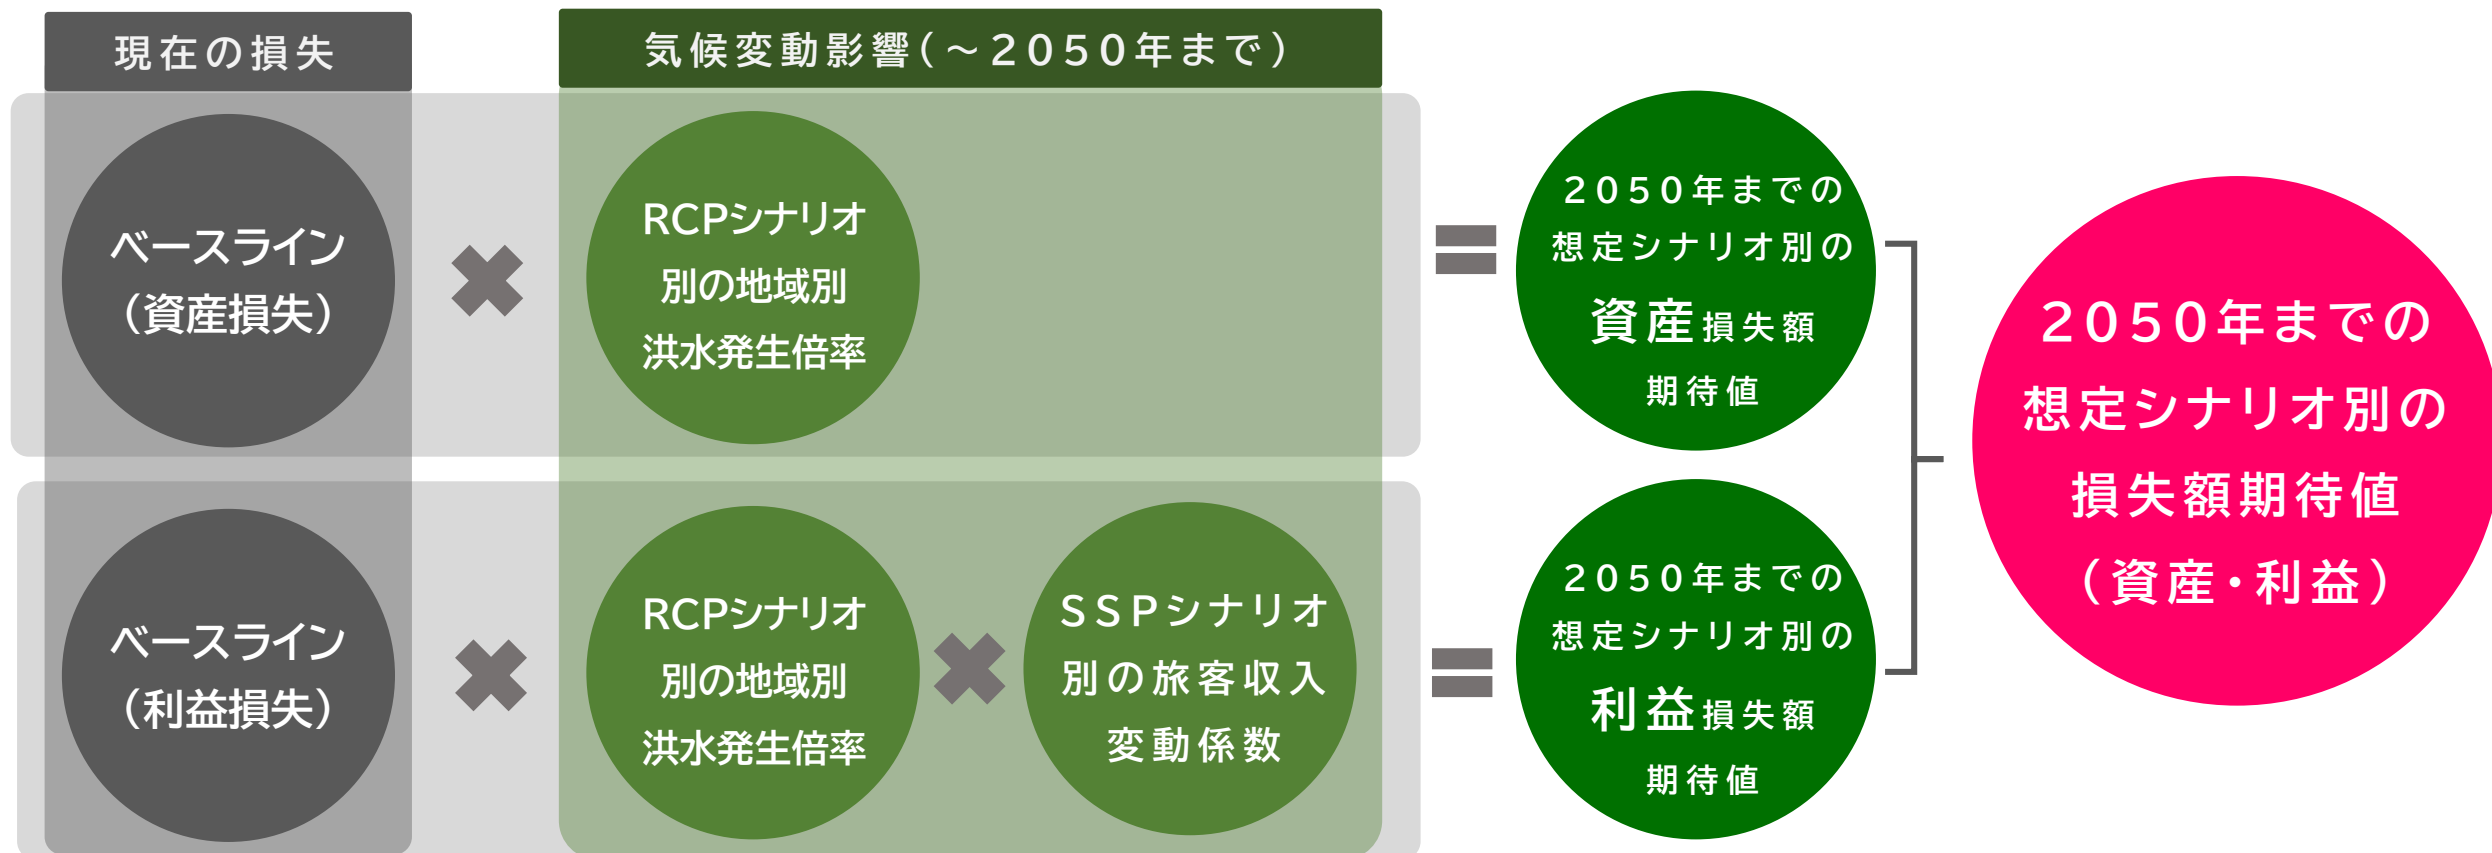 現在の損失
気候変動影響(～2050年まで)
ベースライン
(資産損失)
RCPシナリオ
別の地域別
洪水発生倍率
2050年までの
想定シナリオ別の
資産損失額
期待値
ベースライン
(利益損失)
RCPシナリオ
別の地域別
洪水発生倍率
SSPシナリオ
別の旅客収入
変動係数
2050年までの
想定シナリオ別の
利益損失額
期待値
2050年までの
想定シナリオ別の
損失額期待値
(資産・利益)